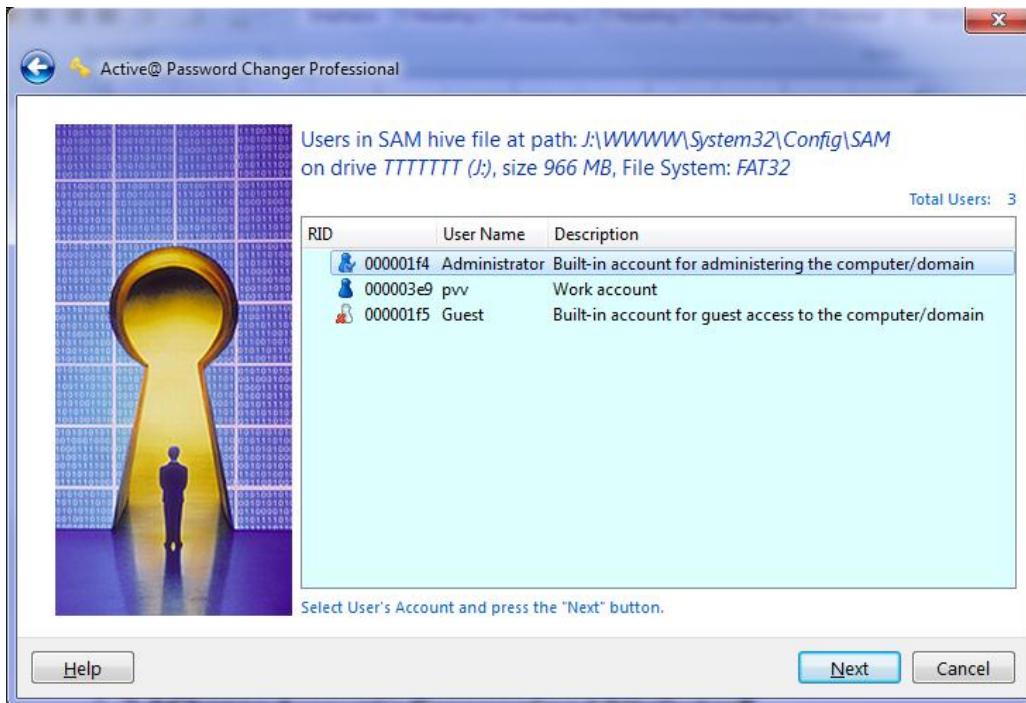 Active@ Password Changer Professional
Users in SAM hive file at path: J:\WWWW\System32\Config\SAM
on drive TTTTTTT (J:), size 966 MB, File System: FAT32
Total Users: 3
RID User Name Description
000001f4 Administrator Built-in account for administering the computer/domain
000003e9 pvv Work account
000001f5 Guest Built-in account for guest access to the computer/domain
Select User's Account and press the "Next" button.
Help Next Cancel